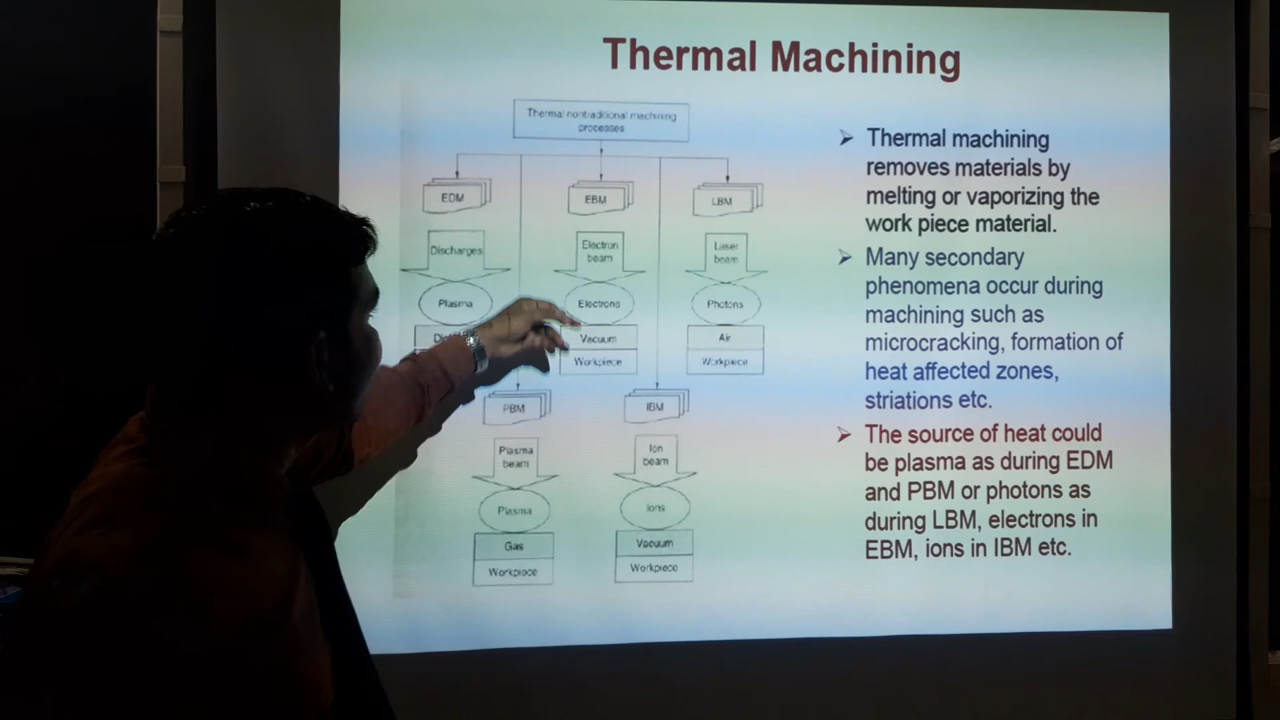 Thermal Machining
Thermal nontraditional machining
processes
EDM
EBM
LBM
Discharges
Electron
beam
Laser
beam
Plasma
Electrons
Photons
Vacuum
Air
Workpiece
Workpiece
PBM
IBM
Plasma
beam
Ion
beam
Plasma
Ions
Gas
Vacuum
Workpiece
Workpiece
➢ Thermal machining
removes materials by
melting or vaporizing the
work piece material.
➢ Many secondary
phenomena occur during
machining such as
microcracking, formation of
heat affected zones,
striations etc.
➢ The source of heat could
be plasma as during EDM
and PBM or photons as
during LBM, electrons in
EBM, ions in IBM etc.